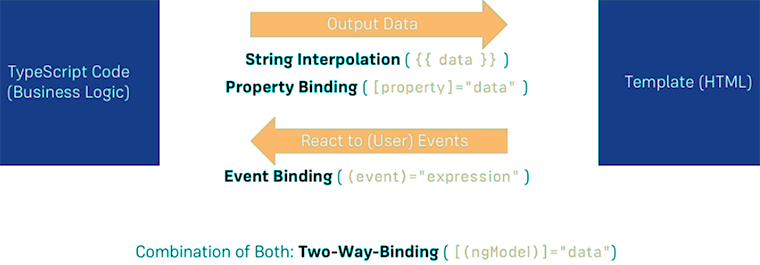 Output Data
String Interpolation ( {{ data }} )
TypeScript Code
(Business Logic)
Property Binding ( [property]="data" )
Template (HTML)
React to (User) Events
Event Binding ( (event)="expression" )
Combination of Both: Two-Way-Binding ( [(ngModel)]="data")